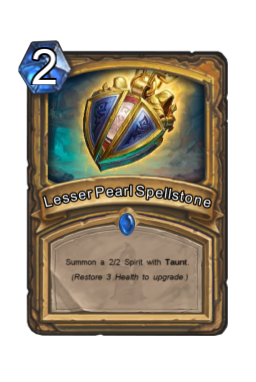 2
Lesser Pearl Spellstone
Summon a 2/2 Spirit with Taunt.
(Restore 3 Health to upgrade.)